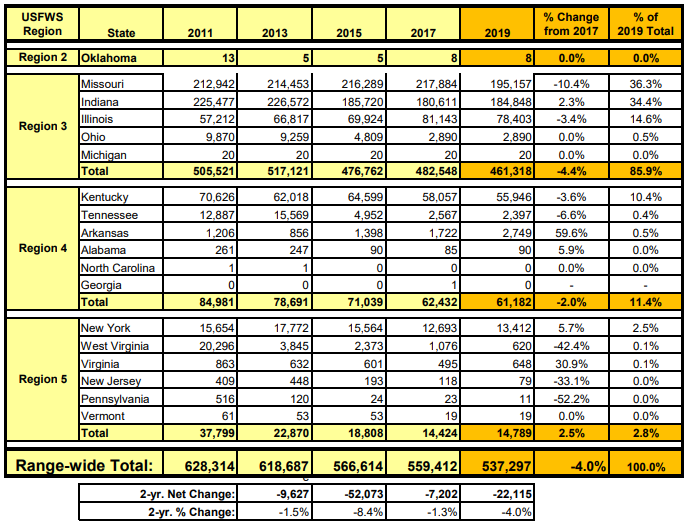 USFWS Region State 2011 2013 2015 2017 2019 % Change from 2017 % of 2019 Total
Region 2 Oklahoma 13 5 5 8 8 0.0% 0.0%
Region 3
Missouri 212,942 214,453 216,289 217,884 195,157 -10.4% 36.3%
Indiana 225,477 226,572 185,720 180,611 184,848 2.3% 34.4%
Illinois 57,212 66,817 69,924 81,143 78,403 -3.4% 14.6%
Ohio 9,870 9,259 4,809 2,890 2,890 0.0% 0.5%
Michigan 20 20 20 20 20 0.0% 0.0%
Total 505,521 517,121 476,762 482,548 461,318 -4.4% 85.9%
Region 4
Kentucky 70,626 62,018 64,599 58,057 55,946 -3.6% 10.4%
Tennessee 12,887 15,569 4,952 2,567 2,397 -6.6% 0.4%
Arkansas 1,206 856 1,398 1,722 2,749 59.6% 0.5%
Alabama 261 247 90 85 90 5.9% 0.0%
North Carolina 1 1 0 0 0 0.0% 0.0%
Georgia 0 0 0 1 0 - -
Total 84,981 78,691 71,039 62,432 61,182 -2.0% 11.4%
Region 5
New York 15,654 17,772 15,564 12,693 13,412 5.7% 2.5%
West Virginia 20,296 3,845 2,373 1,076 620 -42.4% 0.1%
Virginia 863 632 601 495 648 30.9% 0.1%
New Jersey 409 448 193 118 79 -33.1% 0.0%
Pennsylvania 516 120 24 23 11 -52.2% 0.0%
Vermont 61 53 53 19 19 0.0% 0.0%
Total 37,799 22,870 18,808 14,424 14,789 2.5% 2.8%
Range-wide Total: 628,314 618,687 566,614 559,412 537,297 -4.0% 100.0%
2-yr. Net Change: -9,627 -52,073 -7,202 -22,115
2-yr. % Change: -1.5% -8.4% -1.3% -4.0%